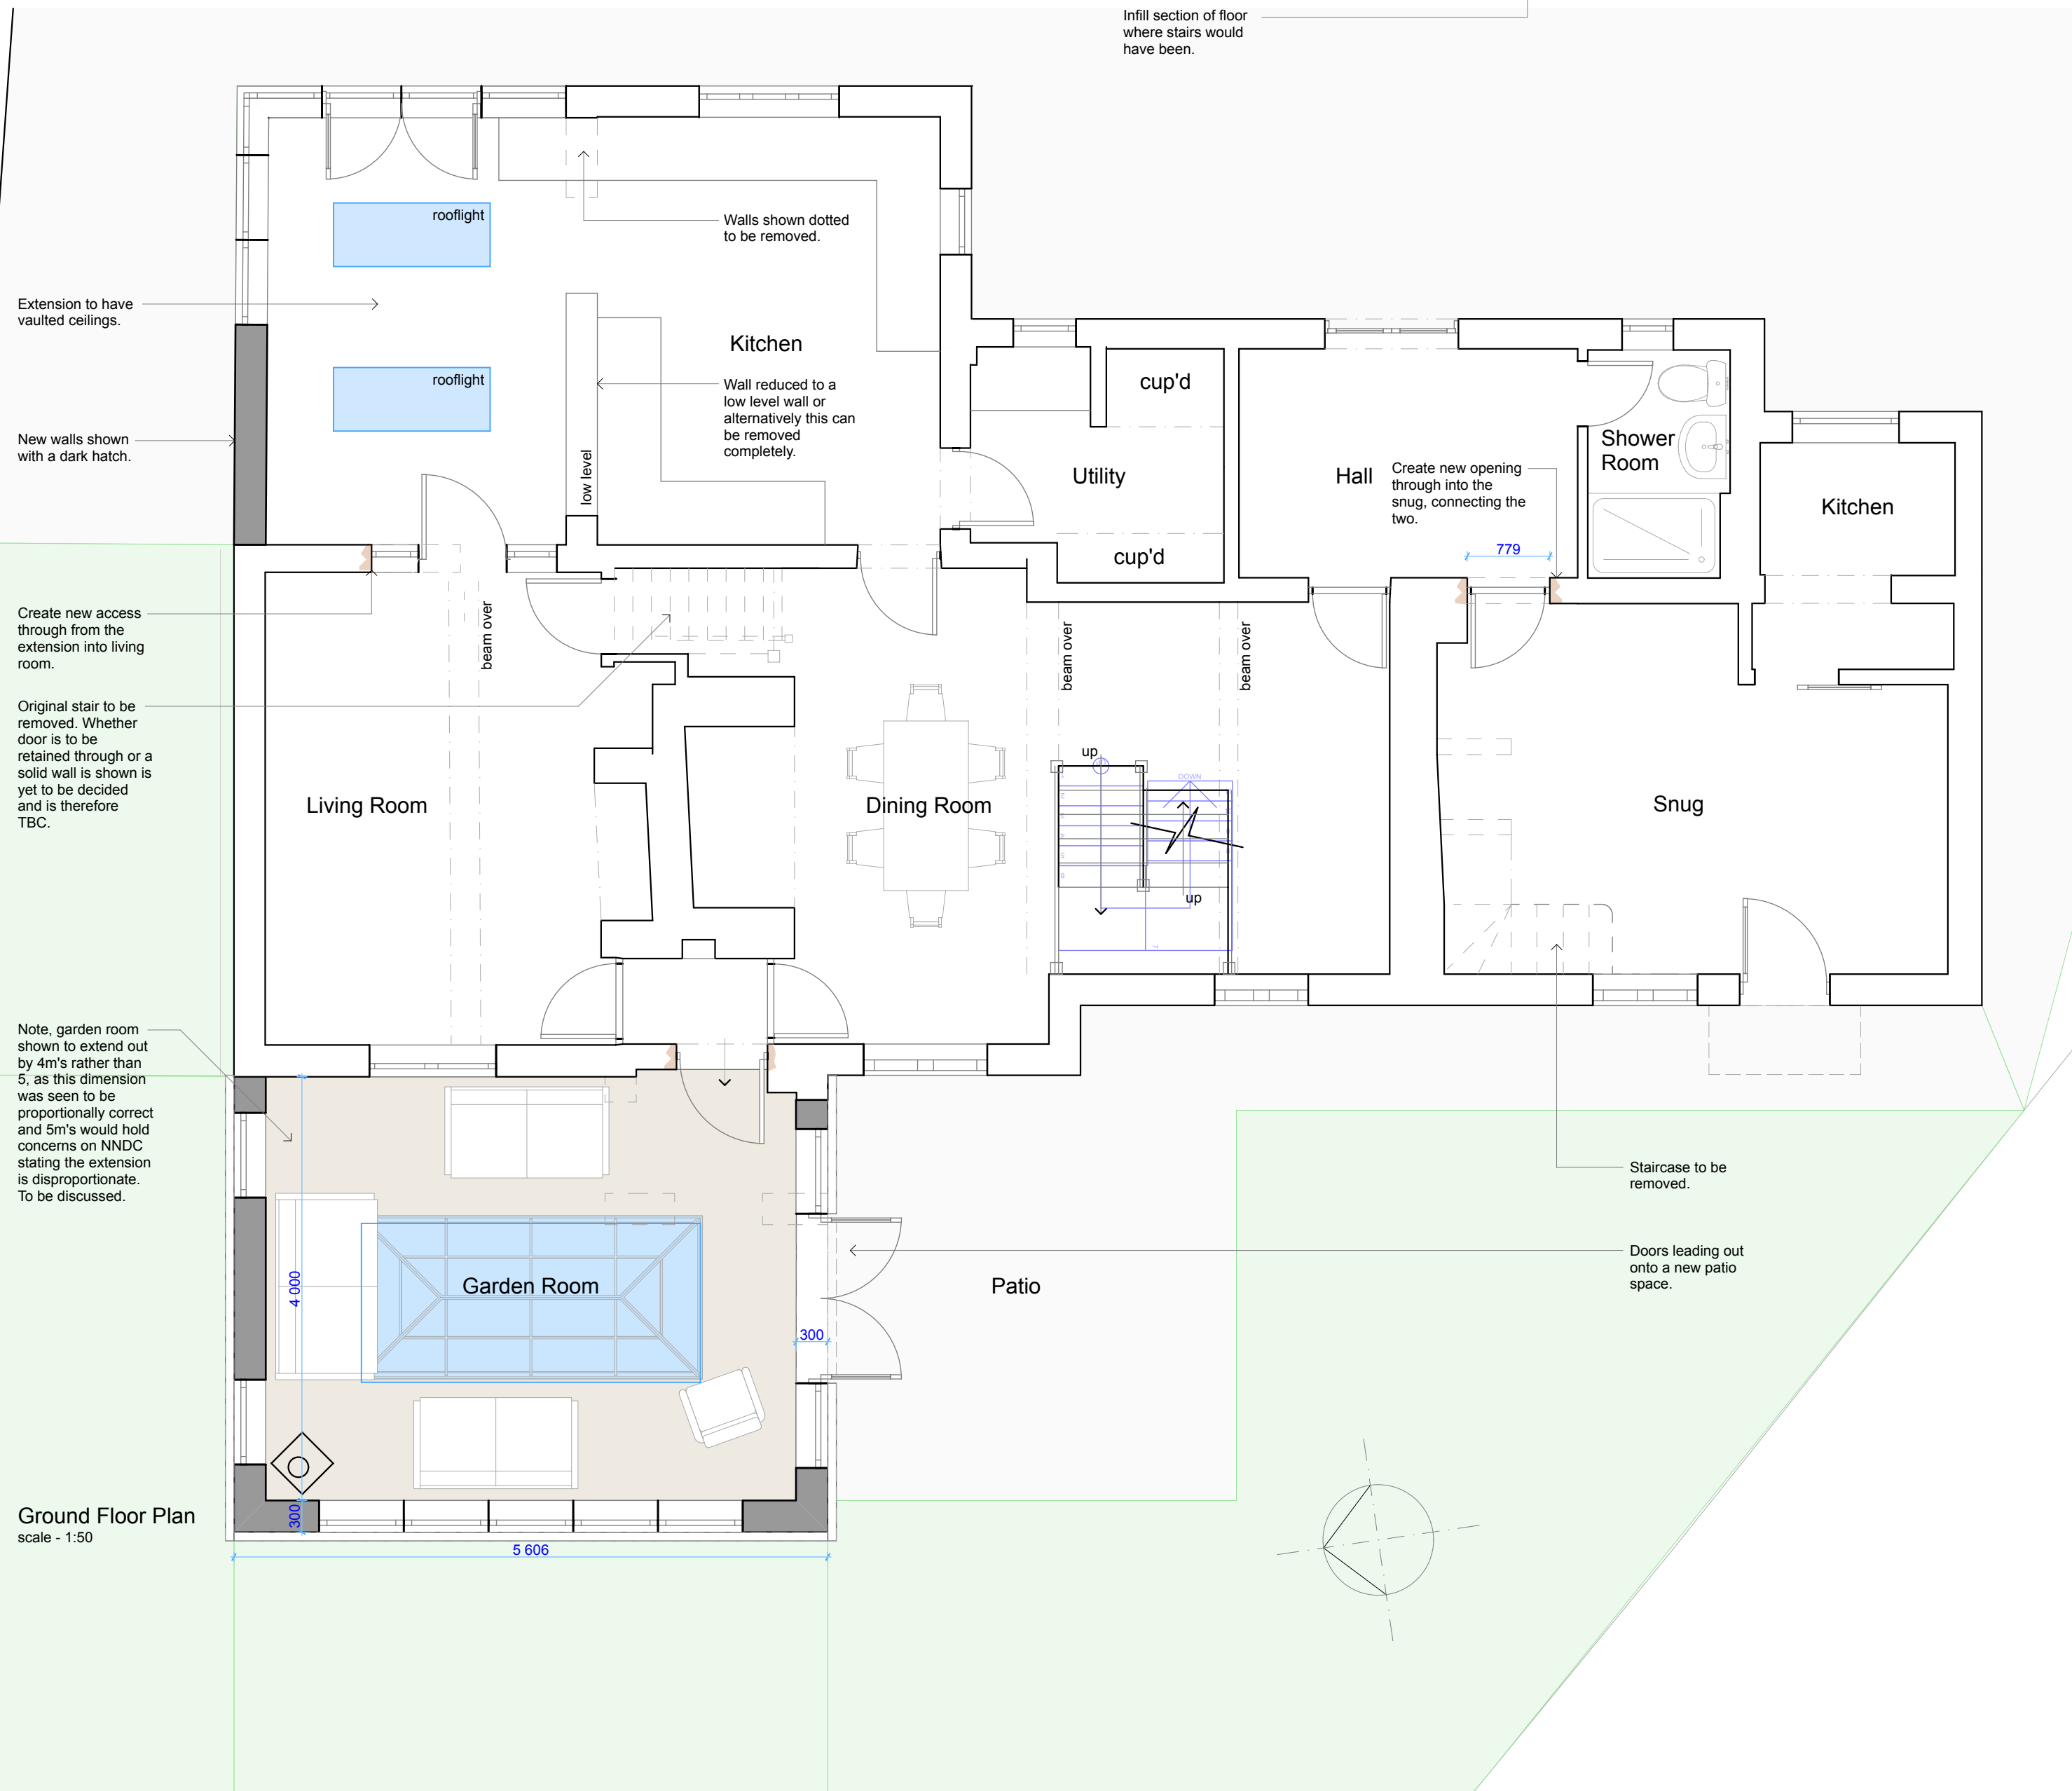 Infill section of floor
where stairs would
have been.
rooflight
Walls shown dotted
to be removed.
Extension to have
vaulted ceilings.
Kitchen
rooflight
cup'd
Wall reduced to a
low level wall or
alternatively this can
be removed
completely.
New walls shown
with a dark hatch.
low level
Utility
Hall
Shower
Room
Create new opening
through into the
snug, connecting the
two.
Kitchen
cup'd
779
Create new access
through from the
extension into living
room.
beam over
beam over
beam over
Original stair to be
removed. Whether
door is to be
retained through or a
solid wall is shown is
yet to be decided
and is therefore
TBC.
up
DOWN
Living Room
Dining Room
Snug
up
7
Note, garden room
shown to extend out
by 4m's rather than
5, as this dimension
was seen to be
proportionally correct
and 5m's would hold
concerns on NNDC
stating the extension
is disproportionate.
To be discussed.
Staircase to be
removed.
Doors leading out
onto a new patio
space.
4 000
Garden Room
Patio
300
300
Ground Floor Plan
scale - 1:50
5 606